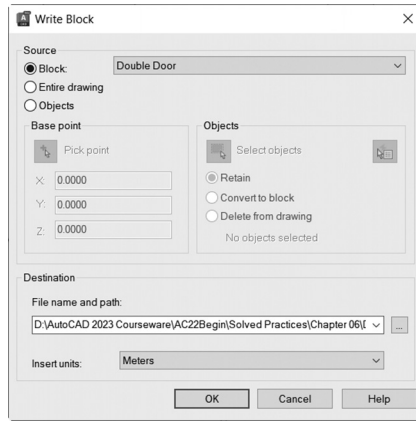 Write Block
Source
Block: Double Door
Entire drawing
Objects
Base point
Pick point
X: 0.0000
Y: 0.0000
Z: 0.0000
Objects
Select objects
Retain
Convert to block
Delete from drawing
No objects selected
Destination
File name and path:
D:\AutoCAD 2023 Courseware\AC22Begin\Solved Practices\Chapter 06\
...
Insert units: Meters
OK Cancel Help